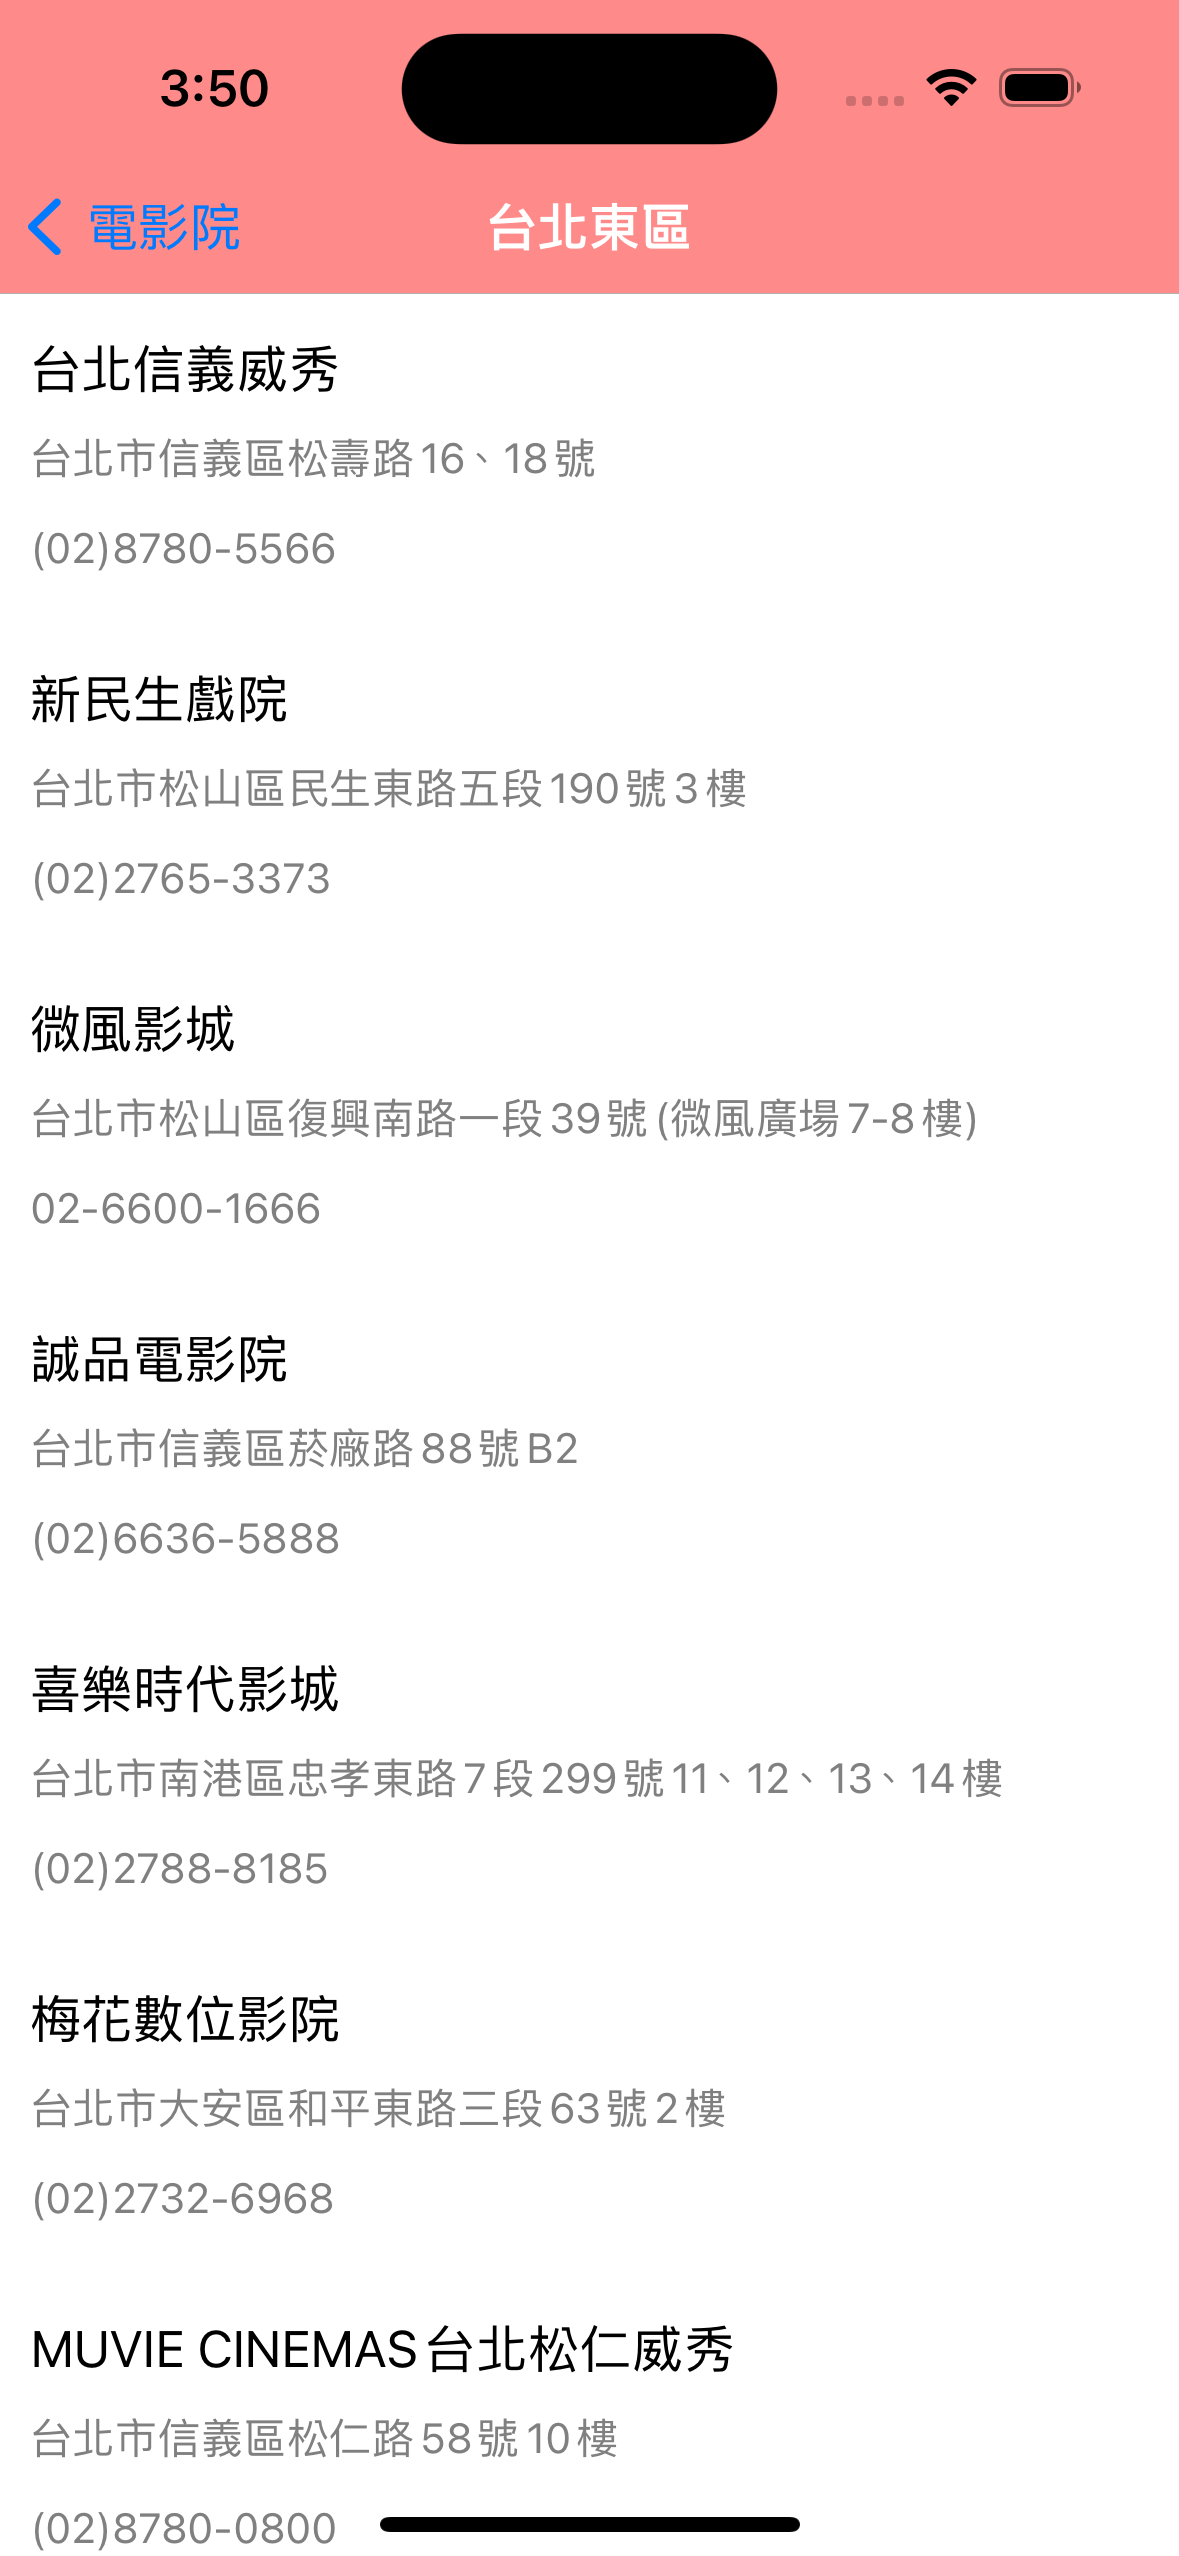 3:50
電影院
台北東區
台北信義威秀
台北市信義區松壽路16、18號
(02)8780-5566
新民生戲院
台北市松山區民生東路五段190號3樓
(02)2765-3373
微風影城
台北市松山區復興南路一段39號(微風廣場7-8樓)
02-6600-1666
誠品電影院
台北市信義區菸廠路88號B2
(02)6636-5888
喜樂時代影城
台北市南港區忠孝東路7段299號11、12、13、14樓
(02)2788-8185
梅花數位影院
台北市大安區和平東路三段63號2樓
(02)2732-6968
MUVIE CINEMAS台北松仁威秀
台北市信義區松仁路58號10樓
(02)8780-0800